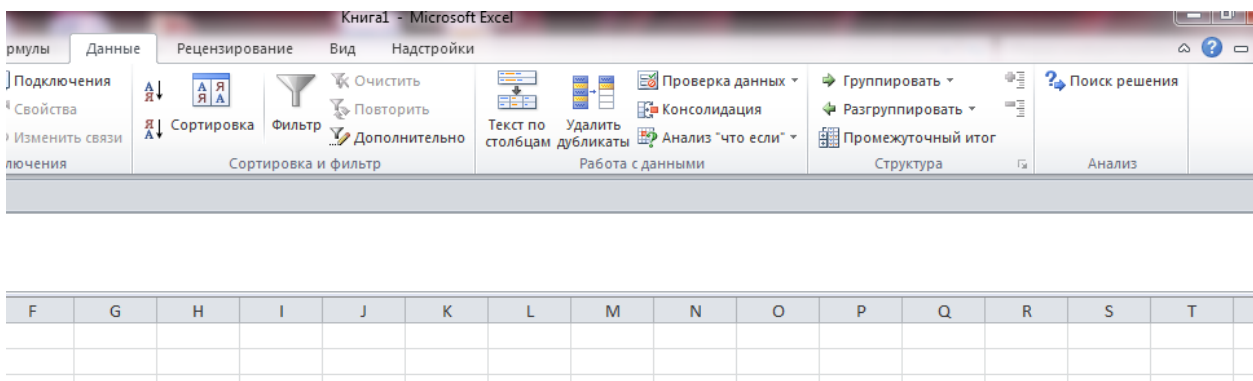 Книга1 - Microsoft Excel
рмулы Данные Рецензирование Вид Надстройки
Подключения
Свойства
Изменить связи
лючения
А Я
Я А
А Я
Я А
Сортировка
Фильтр
Очистить
Повторить
Дополнительно
Сортировка и фильтр
Текст по столбцам
Удалить дубликаты
Проверка данных
Консолидация
Анализ "что если"
Работа с данными
Группировать
Разгруппировать
Промежуточный итог
Структура
Поиск решения
Анализ
F G H I J K L M N O P Q R S T